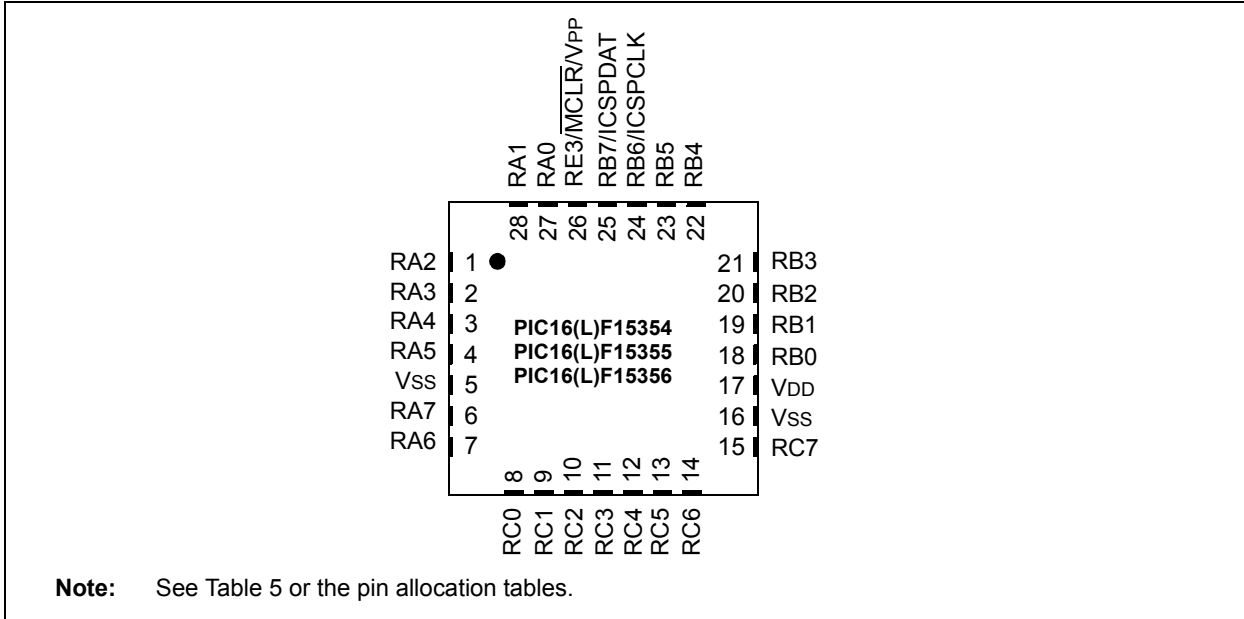 RA1
RA0
RE3/MCLR/VPP
RB7/ICSPDAT
RB6/ICSPCLK
RB5
RB4
28
27
26
25
24
23
22
RA2 1
RA3 2
RA4 3
RA5 4
VSS 5
RA7 6
RA6 7
PIC16(L)F15354
PIC16(L)F15355
PIC16(L)F15356
21 RB3
20 RB2
19 RB1
18 RB0
17 VDD
16 VSS
15 RC7
8
9
10
11
12
13
14
RC0
RC1
RC2
RC3
RC4
RC5
RC6
Note: See Table 5 or the pin allocation tables.